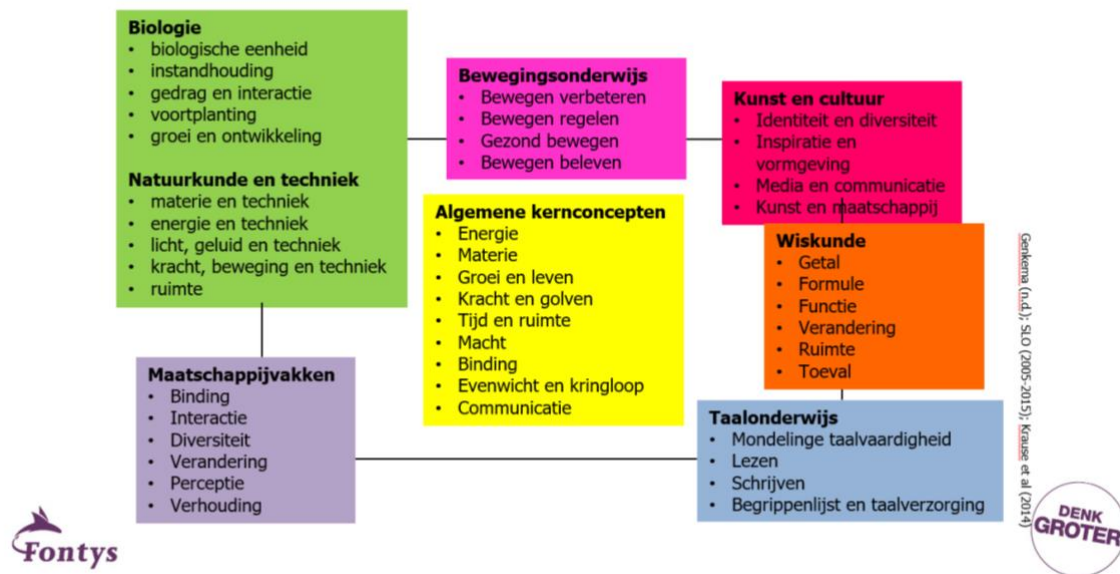 Biologie
• biologische eenheid
• instandhouding
• gedrag en interactie
• voortplanting
• groei en ontwikkeling
Natuurkunde en techniek
• materie en techniek
• energie en techniek
• licht, geluid en techniek
• kracht, beweging en techniek
• ruimte
Bewegingsonderwijs
• Bewegen verbeteren
• Bewegen regelen
• Gezond bewegen
• Bewegen beleven
Kunst en cultuur
• Identiteit en diversiteit
• Inspiratie en
vormgeving
• Media en communicatie
• Kunst en maatschappij
Algemene kernconcepten
• Energie
• Materie
• Groei en leven
• Kracht en golven
• Tijd en ruimte
• Macht
• Binding
• Evenwicht en kringloop
• Communicatie
Wiskunde
• Getal
• Formule
• Functie
• Verandering
• Ruimte
• Toeval
Maatschappijvakken
• Binding
• Interactie
• Diversiteit
• Verandering
• Perceptie
• Verhouding
Taalonderwijs
• Mondelinge taalvaardigheid
• Lezen
• Schrijven
• Begrippenlijst en taalverzorging
Genkema (n.d.); SLO (2005-2015); Krause et al (2014)
Fontys
DENK
GROTER